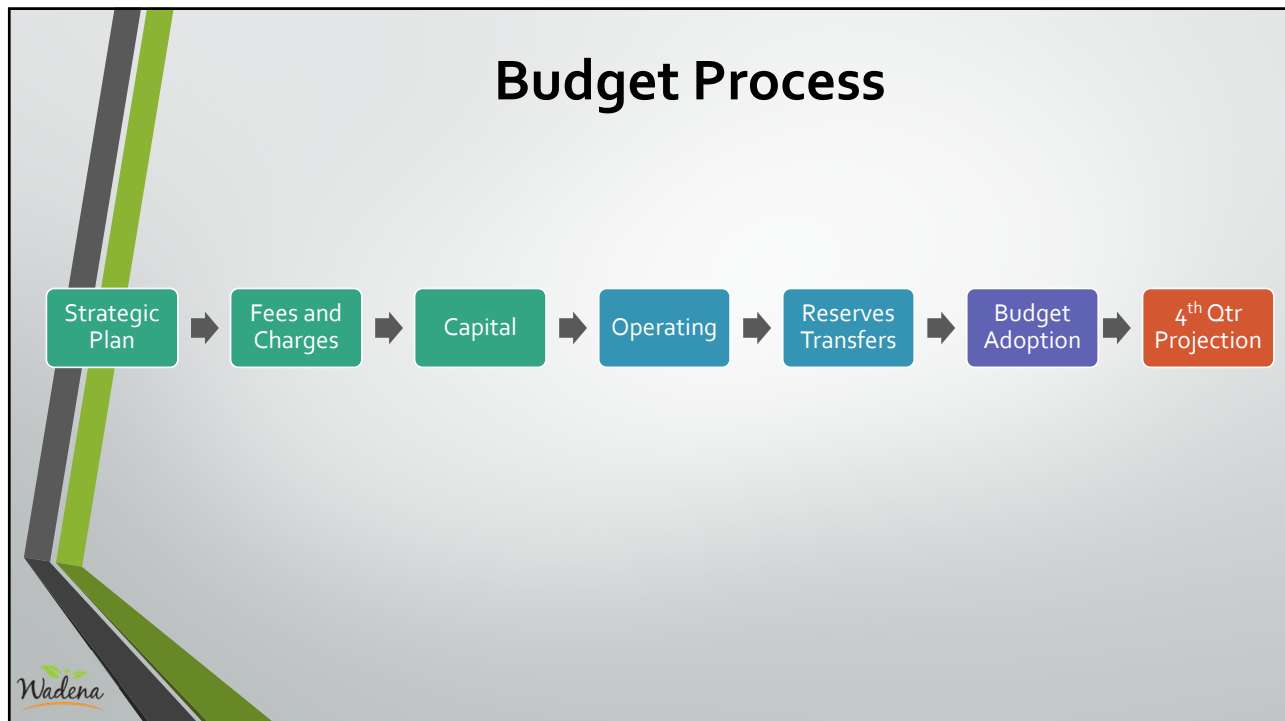 Budget Process
Strategic
Plan
Fees and
Charges
Capital
Operating
Reserves
Transfers
Budget
Adoption
4th Qtr
Projection
Wadena